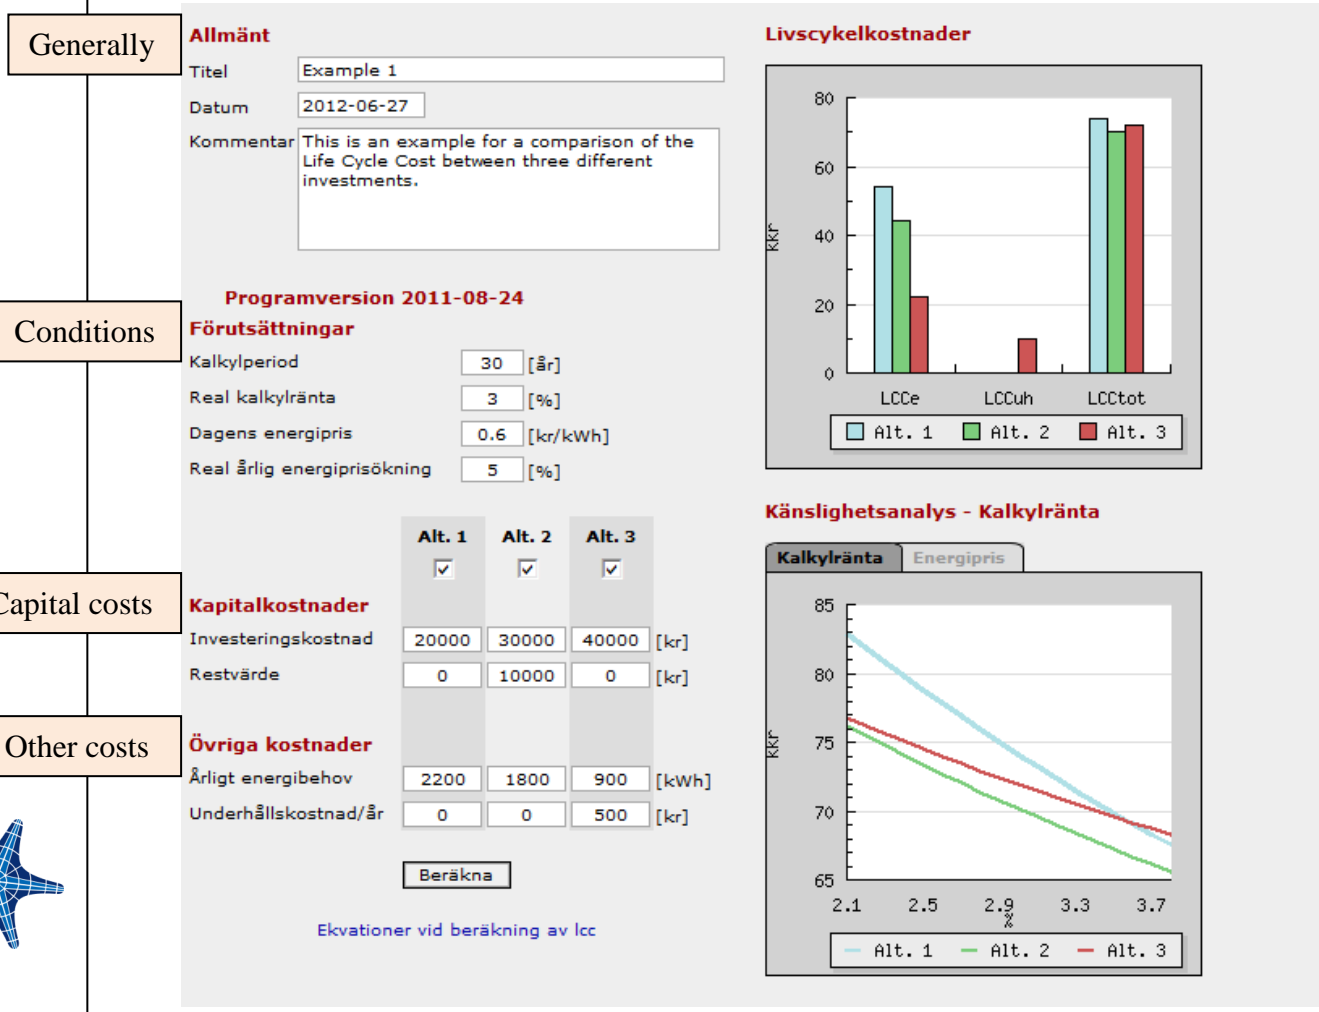 Generally
Allmänt
Titel
Example 1
Datum
2012-06-27
Kommentar
This is an example for a comparison of the
Life Cycle Cost between three different
investments.
Programversion 2011-08-24
Conditions
Förutsättningar
Kalkylperiod 30 [år]
Real kalkylränta 3 [%]
Dagens energipris 0.6 [kr/kWh]
Real årlig energiprisökning 5 [%]
Alt. 1 Alt. 2 Alt. 3
Capital costs
Kapitalkostnader
Investeringskostnad 20000 30000 40000 [kr]
Restvärde 0 10000 0 [kr]
Other costs
Övriga kostnader
Årligt energibehov 2200 1800 900 [kWh]
Underhållskostnad/år 0 0 500 [kr]
Beräkna
Ekvationer vid beräkning av lcc
Livscykelkostnader
80
60
40
20
0
kkr
LCCe LCCuh LCCtot
Alt. 1 Alt. 2 Alt. 3
Känslighetsanalys - Kalkylränta
Kalkylränta Energipris
85
80
75
70
65
kkr
2.1 2.5 2.9 3.3 3.7
%
Alt. 1 Alt. 2 Alt. 3